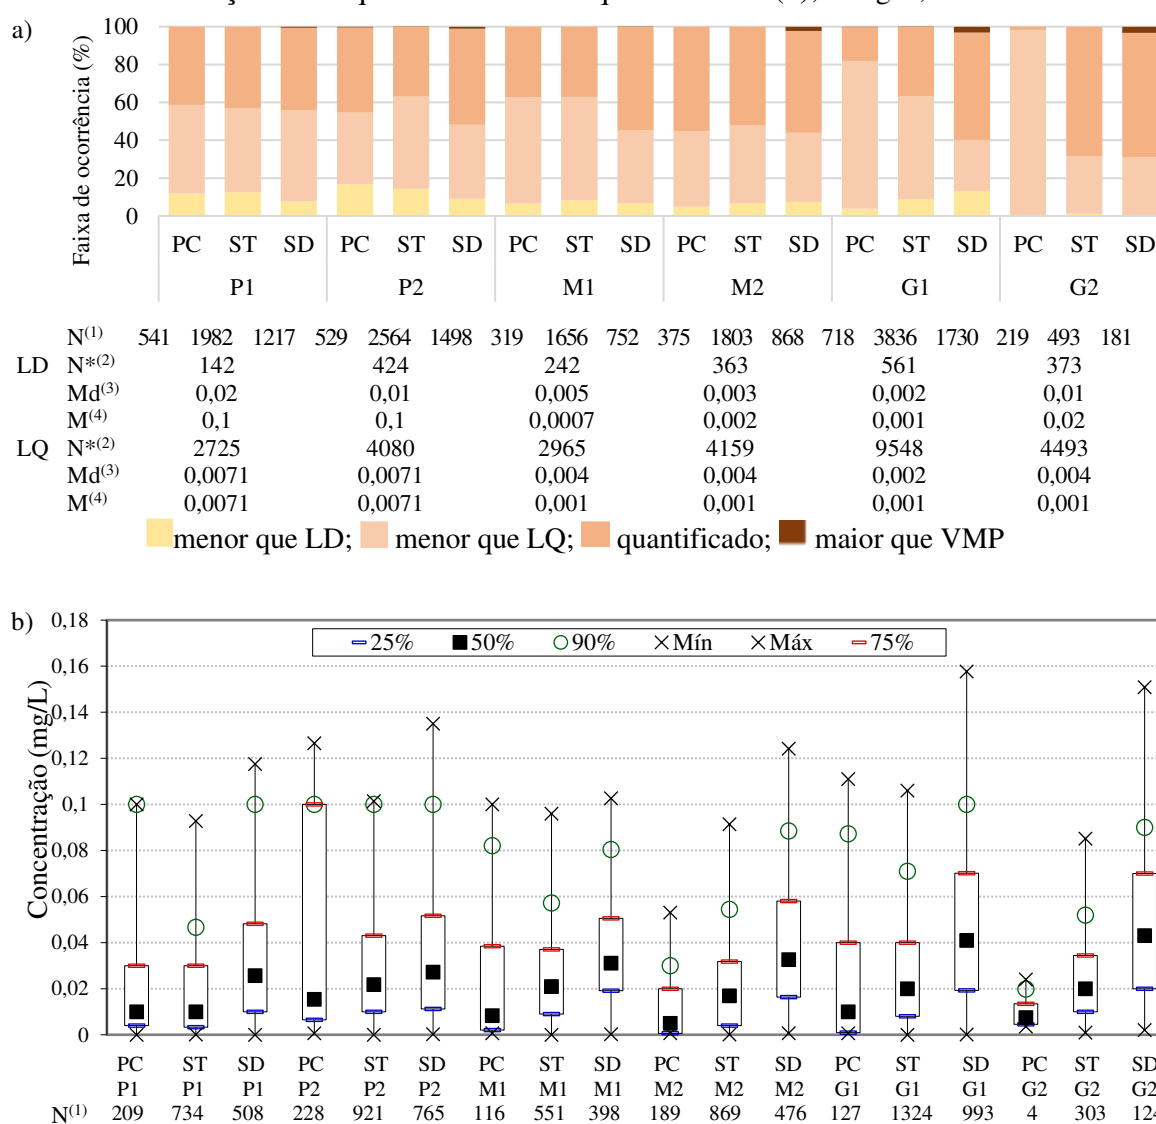 a)
Faixa de ocorrência (%)
100
80
60
40
20
0
PC ST SD PC ST SD PC ST SD PC ST SD PC ST SD PC ST SD
P1 P2 M1 M2 G1 G2
N(1) 541 1982 1217 529 2564 1498 319 1656 752 375 1803 868 718 3836 1730 219 493 181
LD N*(2) 142 424 242 363 561 373
Md(3) 0,02 0,01 0,005 0,003 0,002 0,01
M(4) 0,1 0,1 0,0007 0,002 0,001 0,02
LQ N*(2) 2725 4080 2965 4159 9548 4493
Md(3) 0,0071 0,0071 0,004 0,004 0,002 0,004
M(4) 0,0071 0,0071 0,001 0,001 0,001 0,001
menor que LD; menor que LQ; quantificado; maior que VMP
b)
Concentração (mg/L)
0,18
0,16
0,14
0,12
0,1
0,08
0,06
0,04
0,02
0
25% 50% 90% Mín Máx 75%
PC ST SD PC ST SD PC ST SD PC ST SD PC ST SD PC ST SD
P1 P1 P1 P2 P2 P2 M1 M1 M1 M2 M2 M2 G1 G1 G1 G2 G2 G2
N(1) 209 734 508 228 921 765 116 551 398 189 869 476 127 1324 993 4 303 124